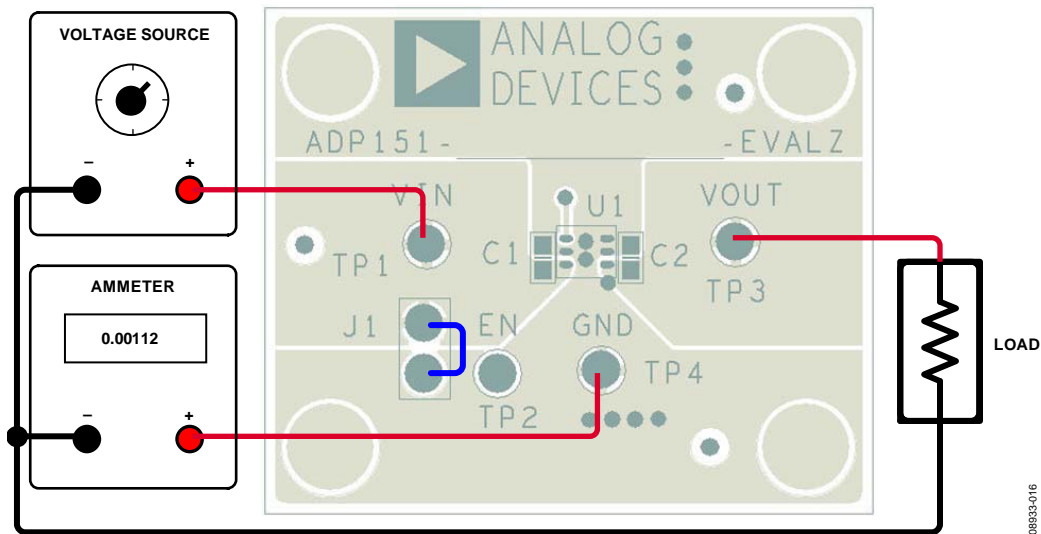 VOLTAGE SOURCE
– +
AMMETER
0.00112
– +
ANALOG
DEVICES
ADP151- -EVALZ
VIN
U1
VOUT
TP1
C1
C2
TP3
J1
EN
GND
TP2
TP4
LOAD
08933-016